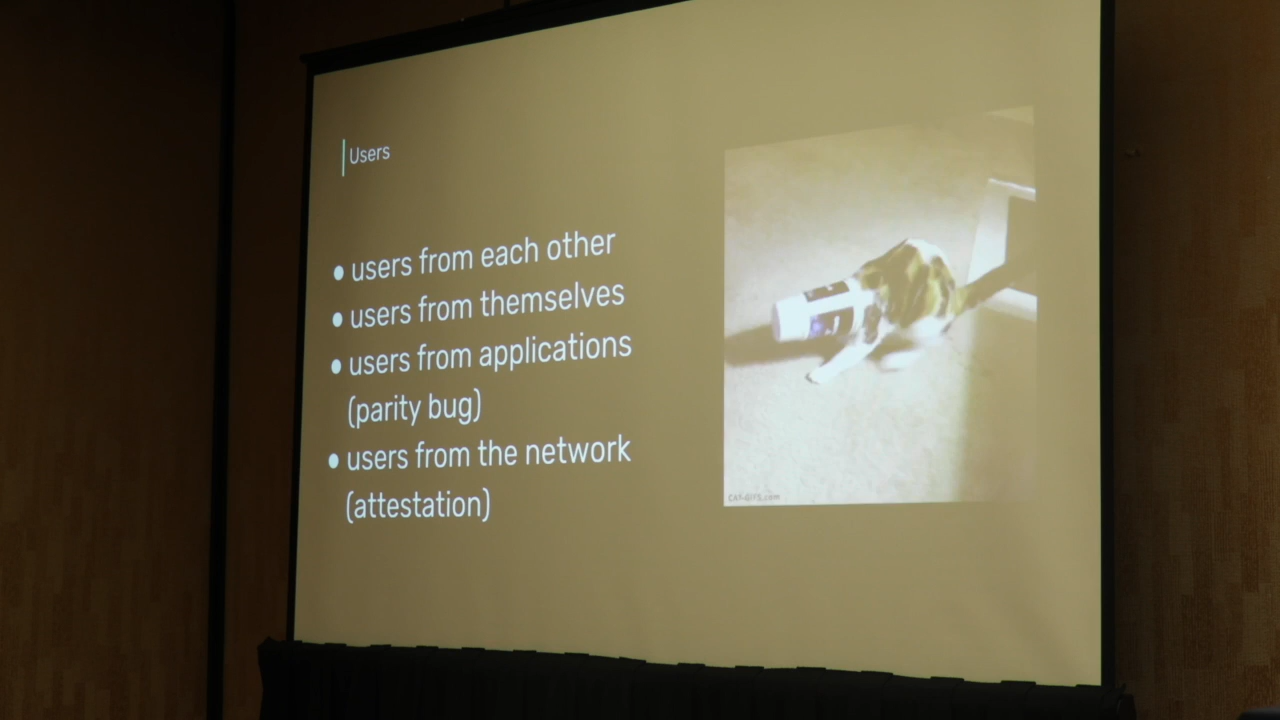 Users
● users from each other
● users from themselves
● users from applications
(parity bug)
● users from the network
(attestation)
CAT-GIFS.com